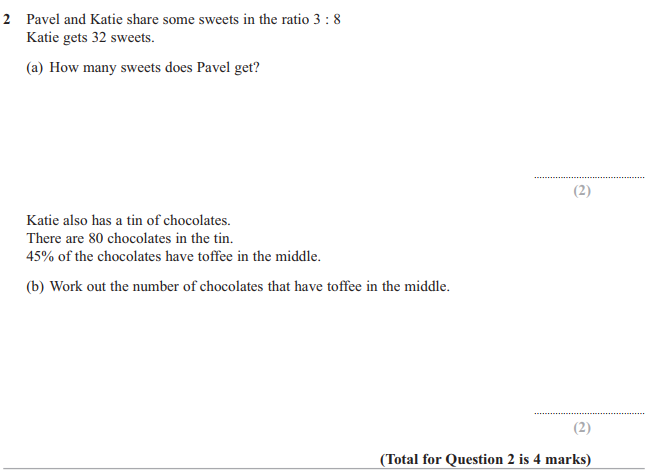 2 Pavel and Katie share some sweets in the ratio 3 : 8
Katie gets 32 sweets.
(a) How many sweets does Pavel get?
(2)
Katie also has a tin of chocolates.
There are 80 chocolates in the tin.
45% of the chocolates have toffee in the middle.
(b) Work out the number of chocolates that have toffee in the middle.
(2)
(Total for Question 2 is 4 marks)